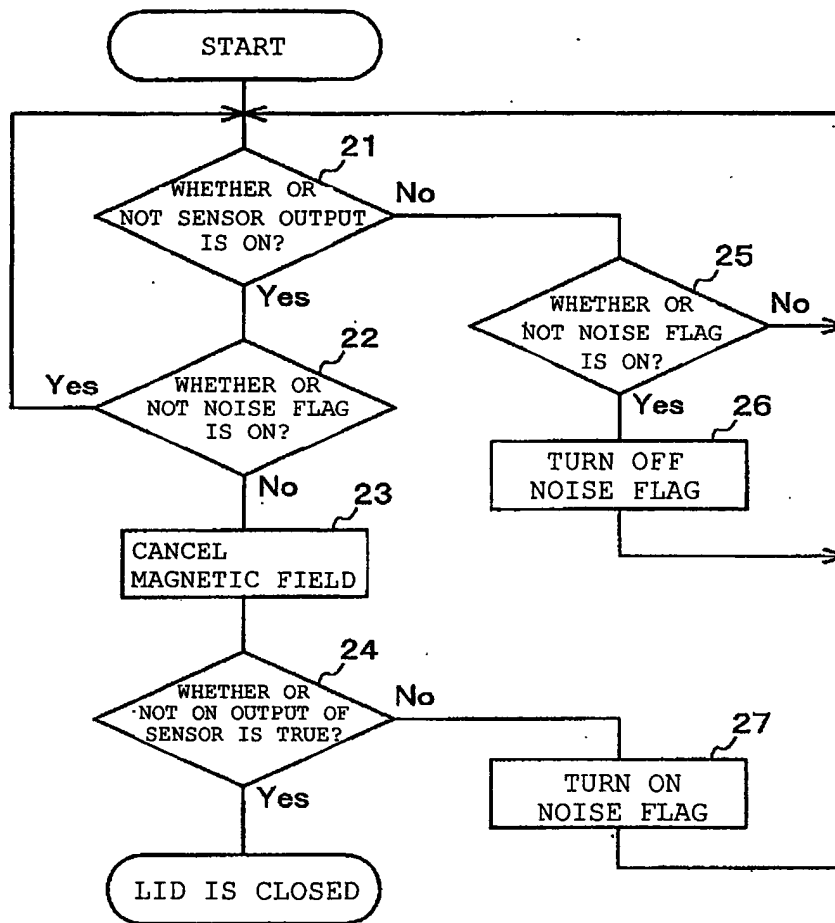 START
21
WHETHER OR
NOT SENSOR OUTPUT
IS ON?
No
Yes
25
WHETHER OR
NOT NOISE FLAG
IS ON?
No
Yes
22
WHETHER OR
NOT NOISE FLAG
IS ON?
Yes
No
26
TURN OFF
NOISE FLAG
23
CANCEL
MAGNETIC FIELD
24
WHETHER OR
NOT ON OUTPUT OF
SENSOR IS TRUE?
No
Yes
27
TURN ON
NOISE FLAG
LID IS CLOSED